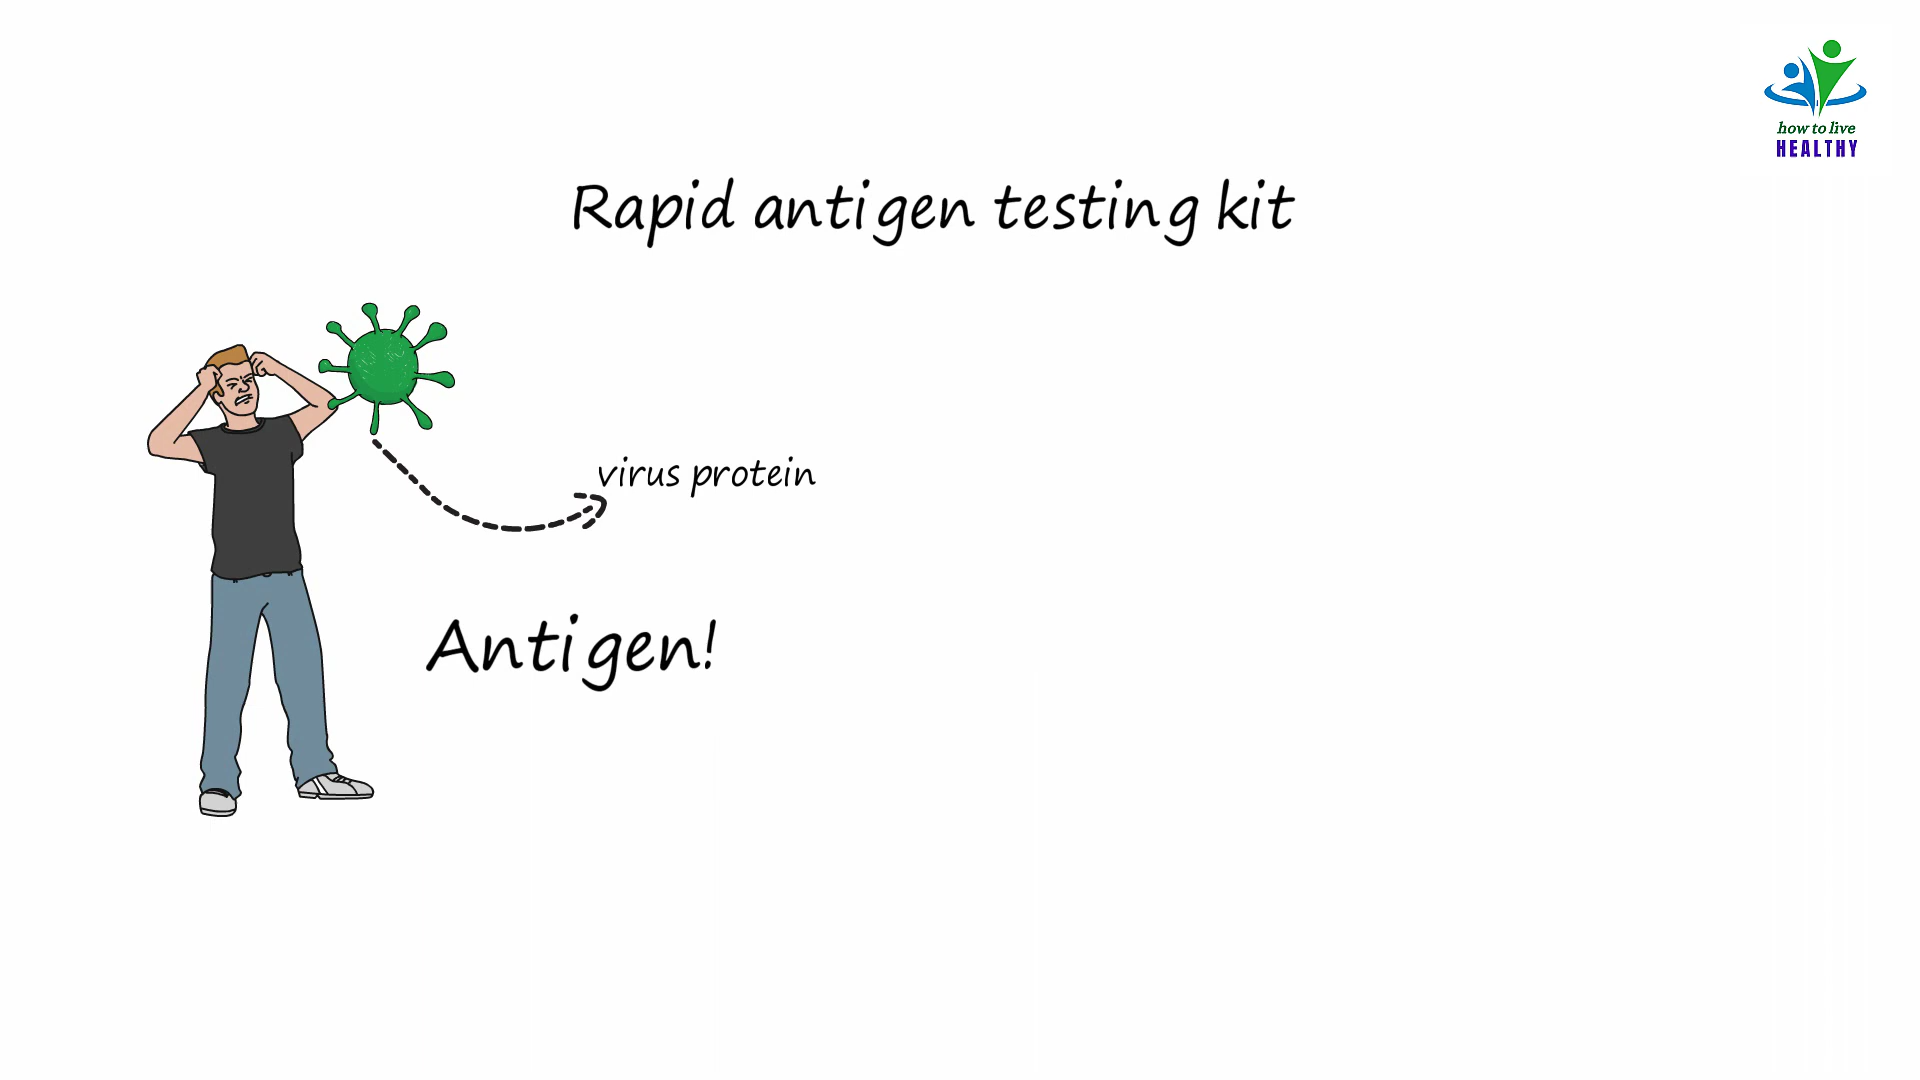 how to live
HEALTHY
Rapid antigen testing kit
virus protein
Antigen!